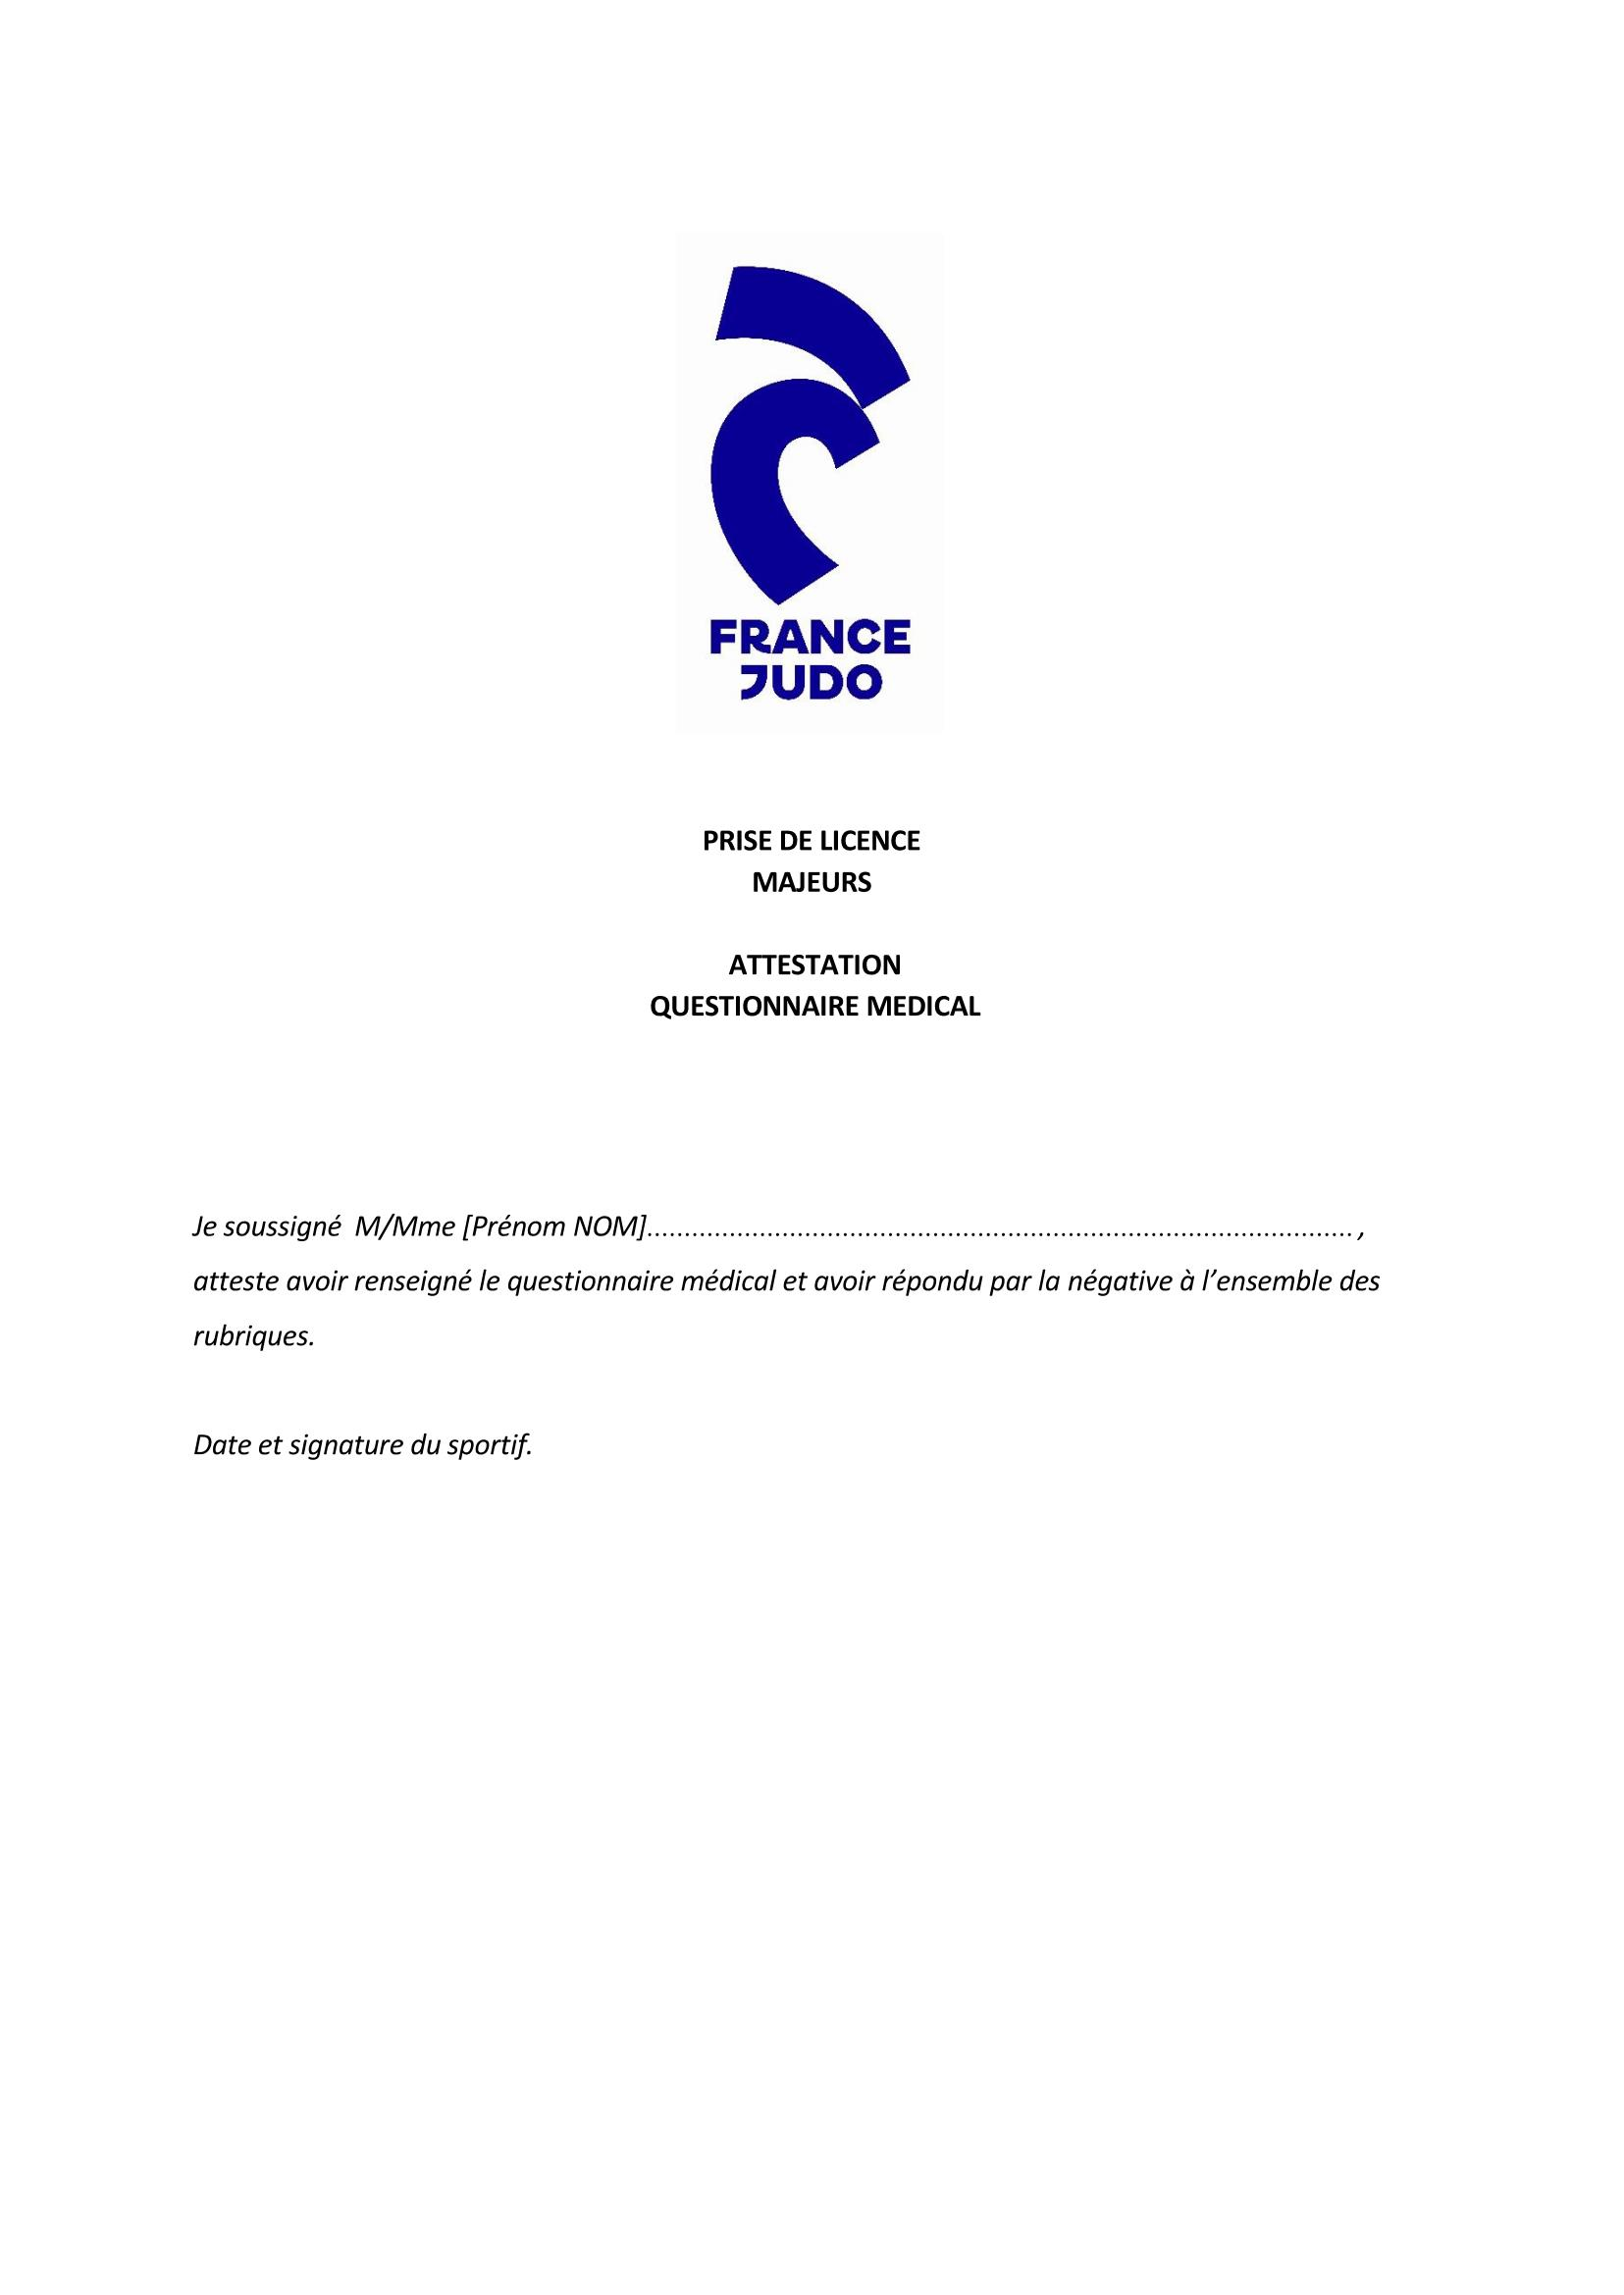 FRANCE
JUDO
PRISE DE LICENCE
MAJEURS
ATTESTATION
QUESTIONNAIRE MEDICAL
Je soussigné  M/Mme [Prénom NOM]............................................................................................. ,
atteste avoir renseigné le questionnaire médical et avoir répondu par la négative à l’ensemble des
rubriques.
Date et signature du sportif.